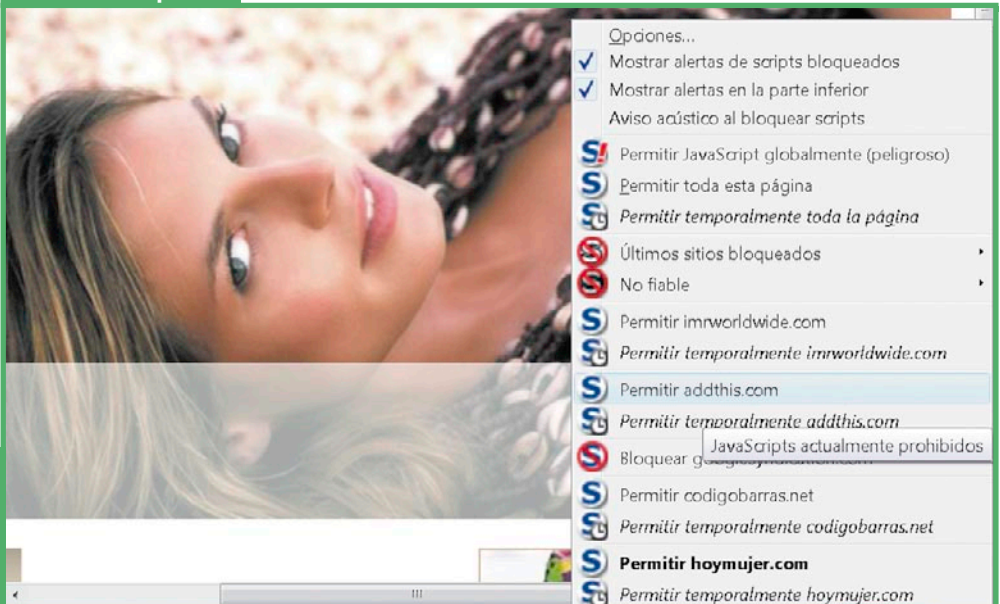 Opciones...
Mostrar alertas de scripts bloqueados
Mostrar alertas en la parte inferior
Aviso acústico al bloquear scripts
Permitir JavaScript globalmente (peligroso)
Permitir toda esta página
Permitir temporalmente toda la página
Últimos sitios bloqueados
No fiable
Permitir imrworldwide.com
Permitir temporalmente imrworldwide.com
Permitir addthis.com
Permitir temporalmente addthis.com
JavaScripts actualmente prohibidos
Bloquear googlesyndication.com
Permitir codigobarras.net
Permitir temporalmente codigobarras.net
Permitir hoymujer.com
Permitir temporalmente hoymujer.com